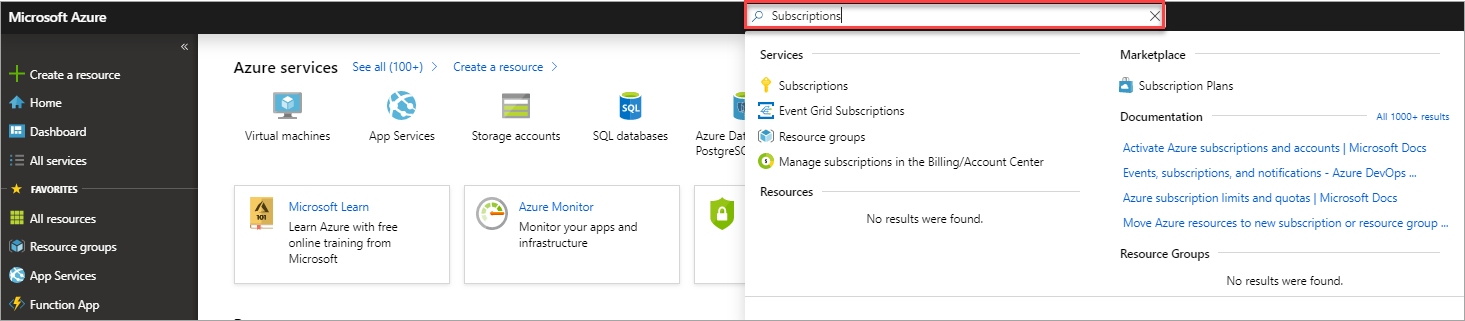 Microsoft Azure
Subscriptions
«
Create a resource
Home
Dashboard
All services
FAVORITES
All resources
Resource groups
App Services
Function App
Azure services
See all (100+)
Create a resource
Virtual machines
App Services
Storage accounts
SQL
SQL databases
Azure Dat
PostgreSQ
101
Microsoft Learn
Learn Azure with free
online training from
Microsoft
Azure Monitor
Monitor your apps and
infrastructure
Services
Subscriptions
Event Grid Subscriptions
Resource groups
Manage subscriptions in the Billing/Account Center
Resources
No results were found.
Marketplace
Subscription Plans
Documentation
All 1000+ results
Activate Azure subscriptions and accounts | Microsoft Docs
Events, subscriptions, and notifications - Azure DevOps ...
Azure subscription limits and quotas | Microsoft Docs
Move Azure resources to new subscription or resource group ...
Resource Groups
No results were found.